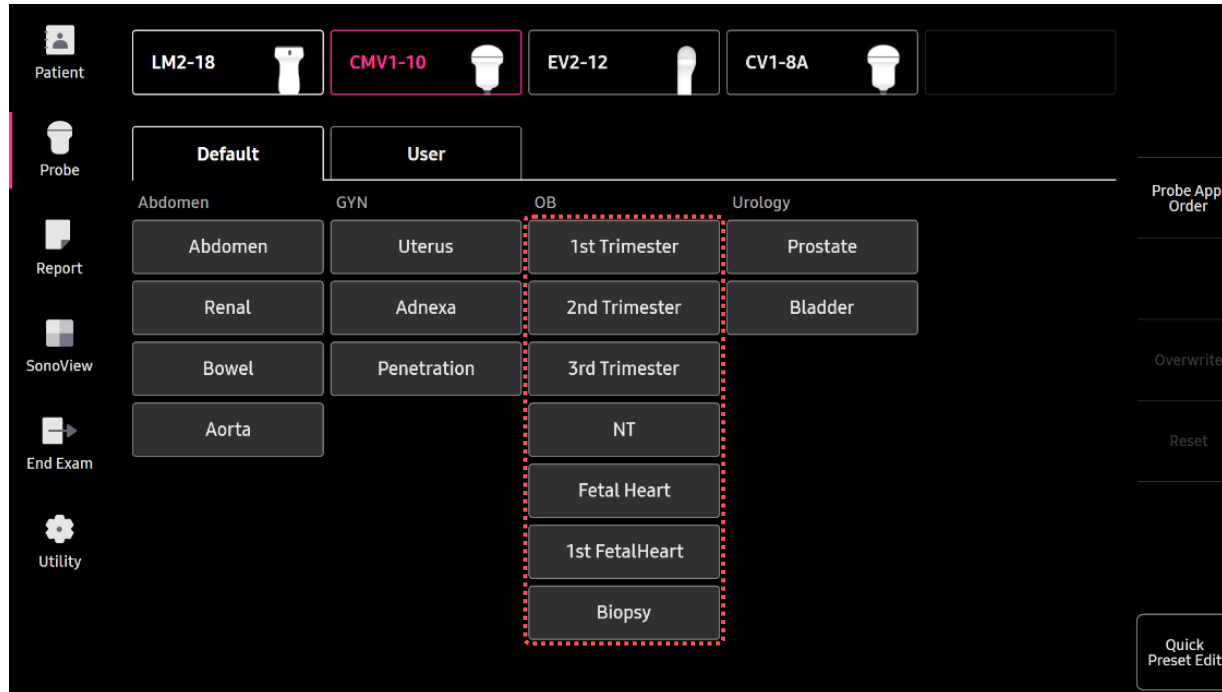 Patient
Probe
Report
SonoView
End Exam
Utility
LM2-18
CMV1-10
EV2-12
CV1-8A
Default
User
Abdomen
Abdomen
Renal
Bowel
Aorta
GYN
Uterus
Adnexa
Penetration
OB
1st Trimester
2nd Trimester
3rd Trimester
NT
Fetal Heart
1st FetalHeart
Biopsy
Urology
Prostate
Bladder
Probe App
Order
Overwrite
Reset
Quick
Preset Edit